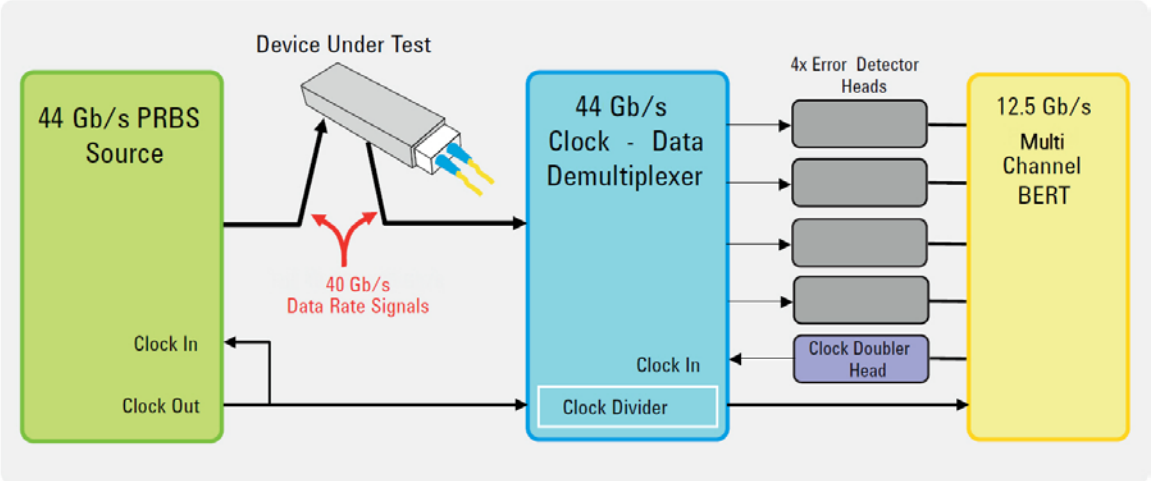 Device Under Test
44 Gb/s PRBS
Source
40 Gb/s
Data Rate Signals
Clock In
Clock Out
44 Gb/s
Clock - Data
Demultiplexer
Clock In
Clock Divider
4x Error Detector
Heads
Clock Doubler
Head
12.5 Gb/s
Multi
Channel
BERT